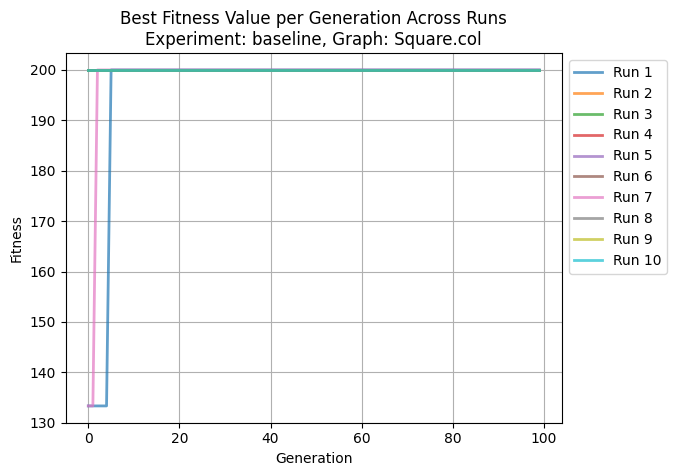 Best Fitness Value per Generation Across Runs
Experiment: baseline, Graph: Square.col
200
190
180
170
160
150
140
130
Fitness
0 20 40 60 80 100
Generation
Run 1
Run 2
Run 3
Run 4
Run 5
Run 6
Run 7
Run 8
Run 9
Run 10